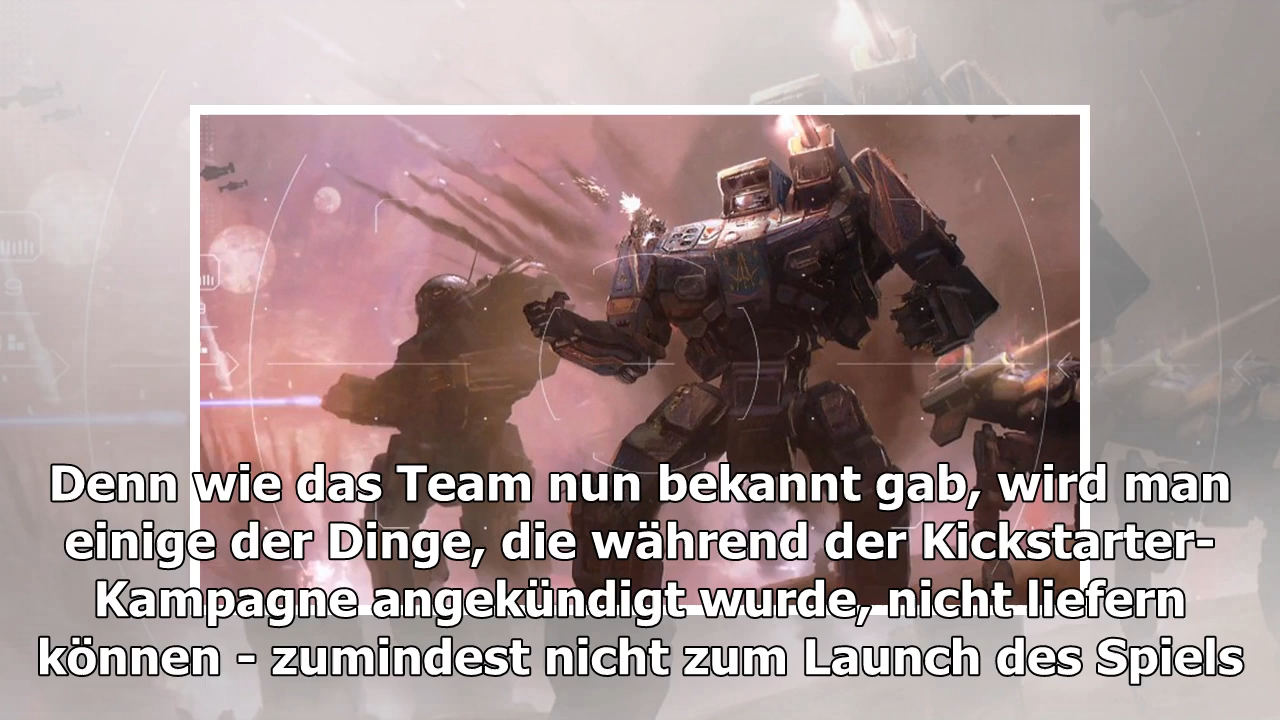 Denn wie das Team nun bekannt gab, wird man
einige der Dinge, die während der Kickstarter-
Kampagne angekündigt wurde, nicht liefern
können - zumindest nicht zum Launch des Spiels